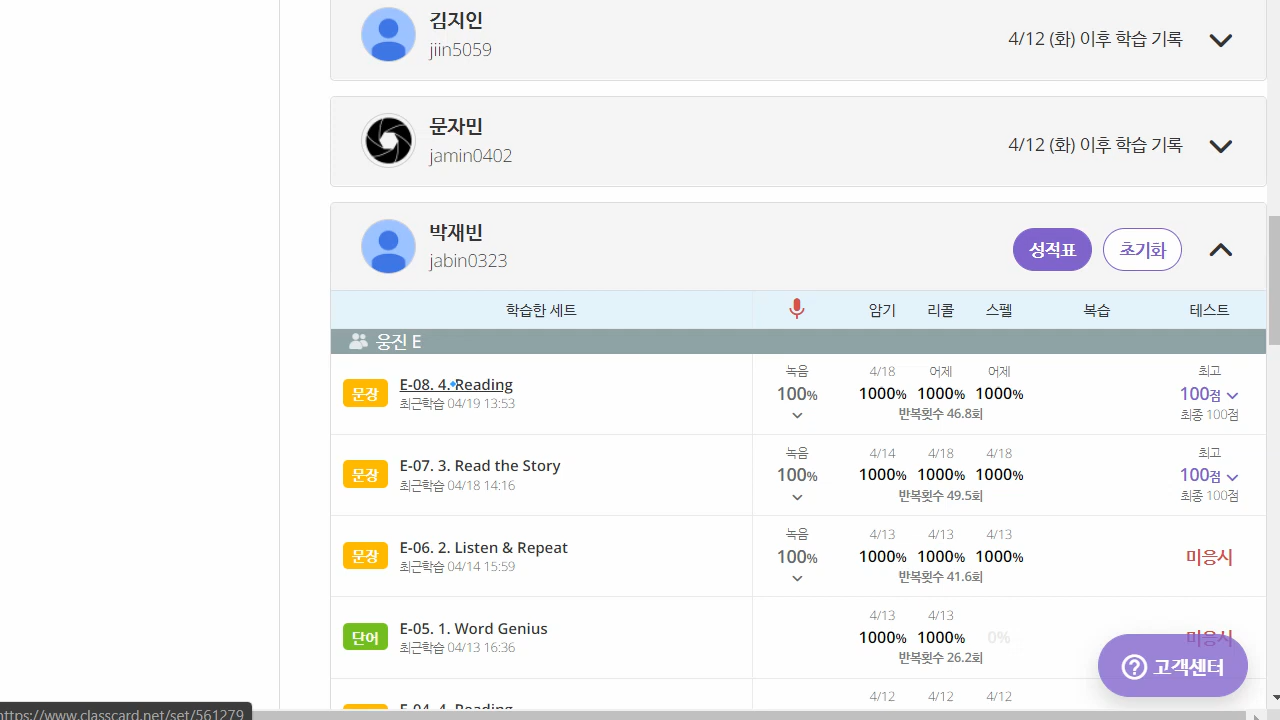 김지인
jiin5059
4/12 (화) 이후 학습 기록
문자민
jamin0402
4/12 (화) 이후 학습 기록
박재빈
jabin0323
성적표
초기화
학습한 세트
암기
리콜
스펠
복습
테스트
웅진 E
문장
E-08. 4. Reading
최근학습 04/19 13:53
녹음
100%
4/18
어제
어제
1000%
1000%
1000%
반복횟수 46.8회
최고
100점
최종 100점
문장
E-07. 3. Read the Story
최근학습 04/18 14:16
녹음
100%
4/14
4/18
4/18
1000%
1000%
1000%
반복횟수 49.5회
최고
100점
최종 100점
문장
E-06. 2. Listen & Repeat
최근학습 04/14 15:59
녹음
100%
4/13
4/13
4/13
1000%
1000%
1000%
반복횟수 41.6회
미응시
단어
E-05. 1. Word Genius
최근학습 04/13 16:36
4/13
4/13
1000%
1000%
0%
반복횟수 26.2회
미응시
고객센터
E-04. 4. Reading
4/12
4/12
4/12
https://www.classcard.net/set/561279